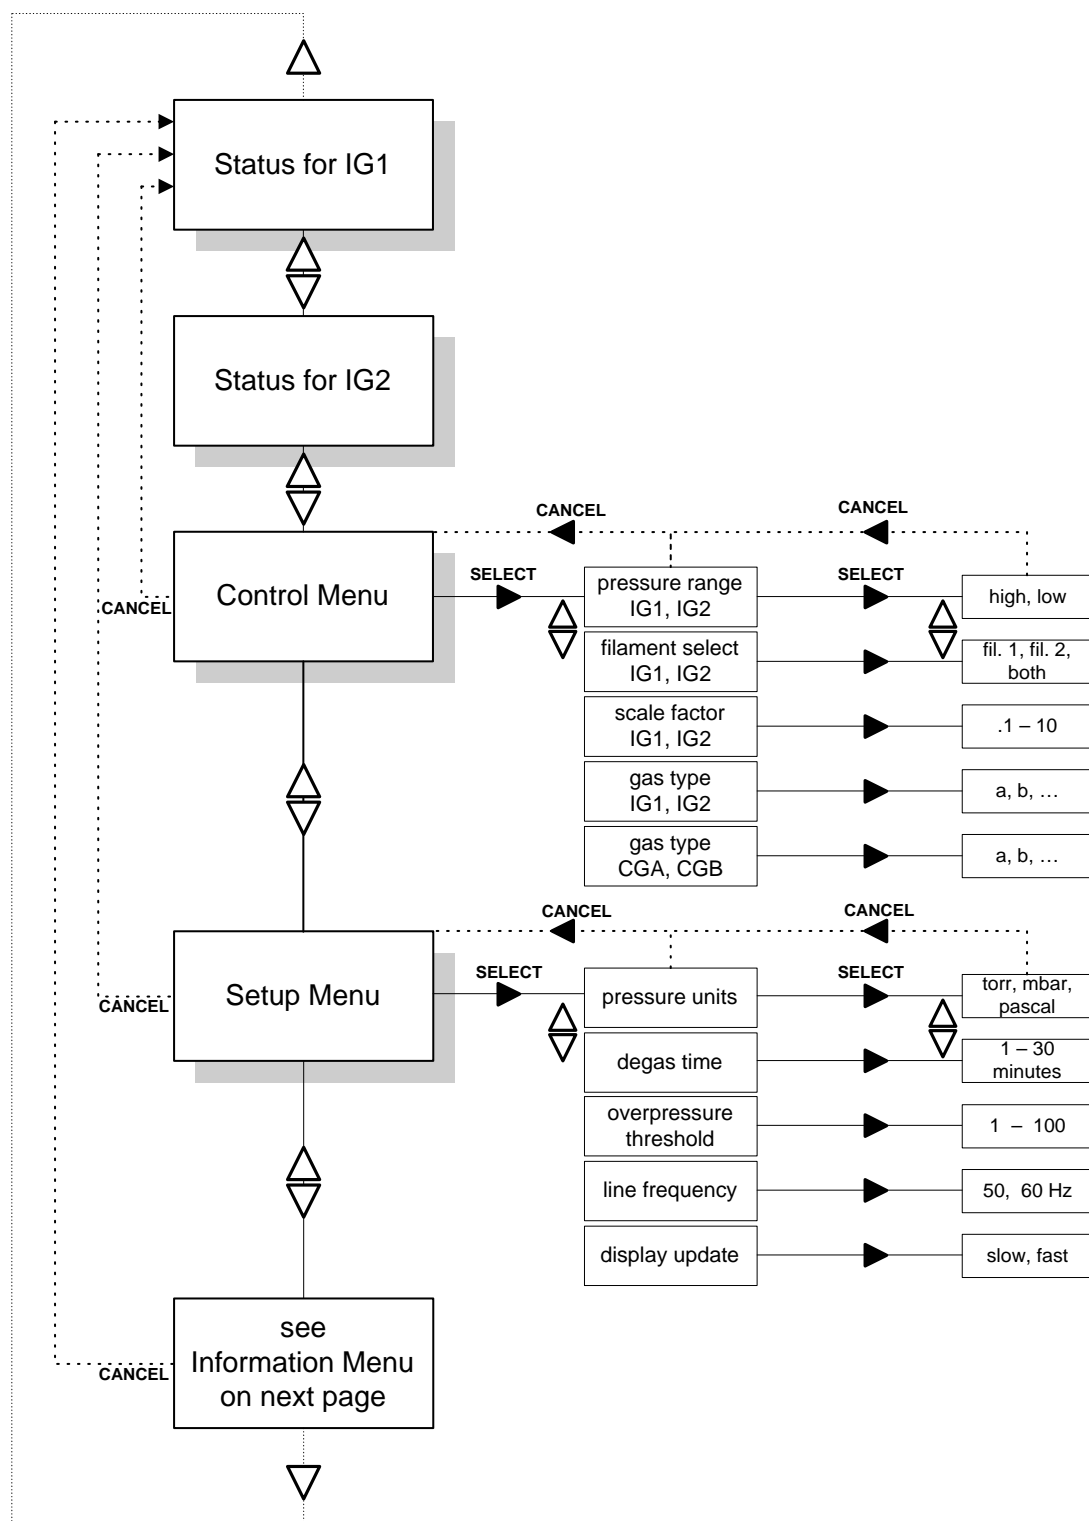 Status for IG1
Status for IG2
CANCEL
CANCEL
SELECT
SELECT
Control Menu
CANCEL
pressure range
IG1, IG2
high, low
filament select
IG1, IG2
fil. 1, fil. 2,
both
scale factor
IG1, IG2
.1 – 10
gas type
IG1, IG2
a, b, …
gas type
CGA, CGB
a, b, …
CANCEL
CANCEL
SELECT
SELECT
Setup Menu
CANCEL
pressure units
torr, mbar,
pascal
degas time
1 – 30
minutes
overpressure
threshold
1 – 100
line frequency
50, 60 Hz
display update
slow, fast
see
Information Menu
on next page
CANCEL